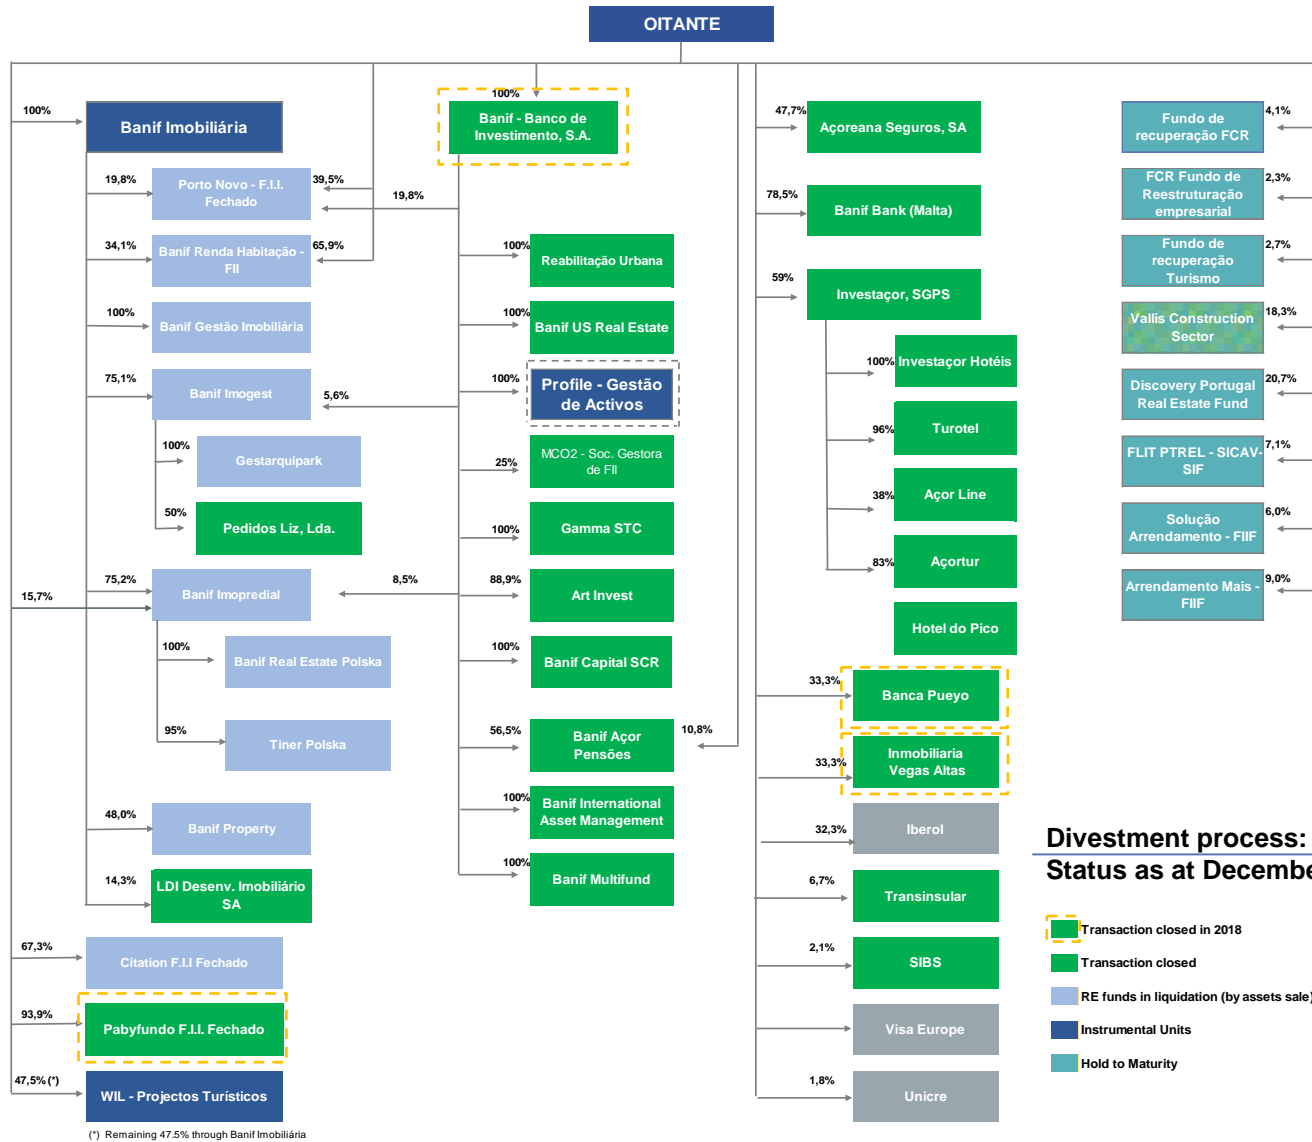 OITANTE
100%
Banif Imobiliária
19,8%
Porto Novo - F.I.I.
Fechado
39,5%
34,1%
Banif Renda Habitação -
FII
65,9%
100%
Banif Gestão Imobiliária
75,1%
Banif Imogest
5,6%
100%
Gestarquipark
50%
Pedidos Liz, Lda.
75,2%
Banif Imopredial
8,5%
15,7%
100%
Banif Real Estate Polska
95%
Tiner Polska
48,0%
Banif Property
14,3%
LDI Desenv. Imobiliário
SA
67,3%
Citation F.I.I Fechado
93,9%
Pabyfundo F.I.I. Fechado
47,5% (*)
WIL - Projectos Turísticos
(*) Remaining 47.5% through Banif Imobiliária
100%
Banif - Banco de
Investimento, S.A.
19,8%
100%
Reabilitação Urbana
100%
Banif US Real Estate
100%
Profile - Gestão
de Activos
25%
MCO2 - Soc. Gestora
de FII
100%
Gamma STC
88,9%
Art Invest
100%
Banif Capital SCR
56,5%
Banif Açor
Pensões
10,8%
100%
Banif International
Asset Management
100%
Banif Multifund
47,7%
Açoreana Seguros, SA
78,5%
Banif Bank (Malta)
59%
Investaçor, SGPS
100%
Investaçor Hotéis
96%
Turotel
38%
Açor Line
83%
Açortur
Hotel do Pico
33,3%
Banca Pueyo
33,3%
Inmobiliaria
Vegas Altas
32,3%
Iberol
6,7%
Transinsular
2,1%
SIBS
Visa Europe
1,8%
Unicre
Fundo de
recuperação FCR
4,1%
FCR Fundo de
Reestruturação
empresarial
2,3%
Fundo de
recuperação
Turismo
2,7%
Vallis Construction
Sector
18,3%
Discovery Portugal
Real Estate Fund
20,7%
FLIT PTREL - SICAV-
SIF
7,1%
Solução
Arrendamento - FIIF
6,0%
Arrendamento Mais -
FIIF
9,0%
Divestment process:
Status as at Decembe
Transaction closed in 2018
Transaction closed
RE funds in liquidation (by assets sale)
Instrumental Units
Hold to Maturity